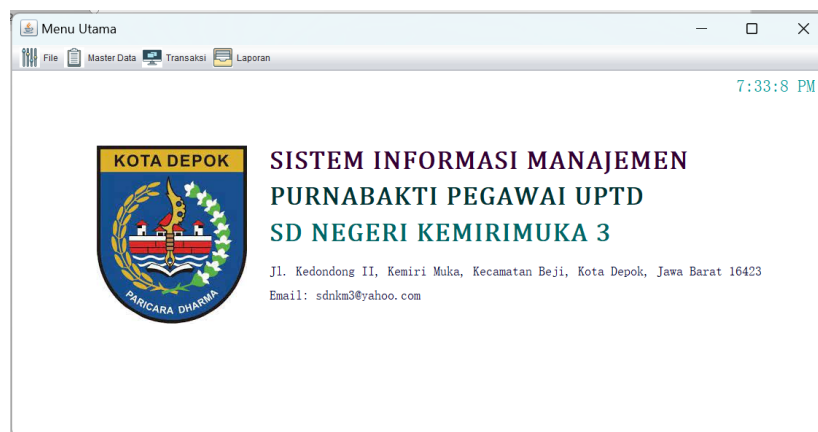 Menu Utama
File Master Data Transaksi Laporan
7:33:8 PM
KOTA DEPOK
PARICARA DHARMA
SISTEM INFORMASI MANAJEMEN
PURNABAKTI PEGAWAI UPTD
SD NEGERI KEMIRIMUKA 3
Jl. Kedondong II, Kemiri Muka, Kecamatan Beji, Kota Depok, Jawa Barat 16423
Email: sdnkm3@yahoo.com